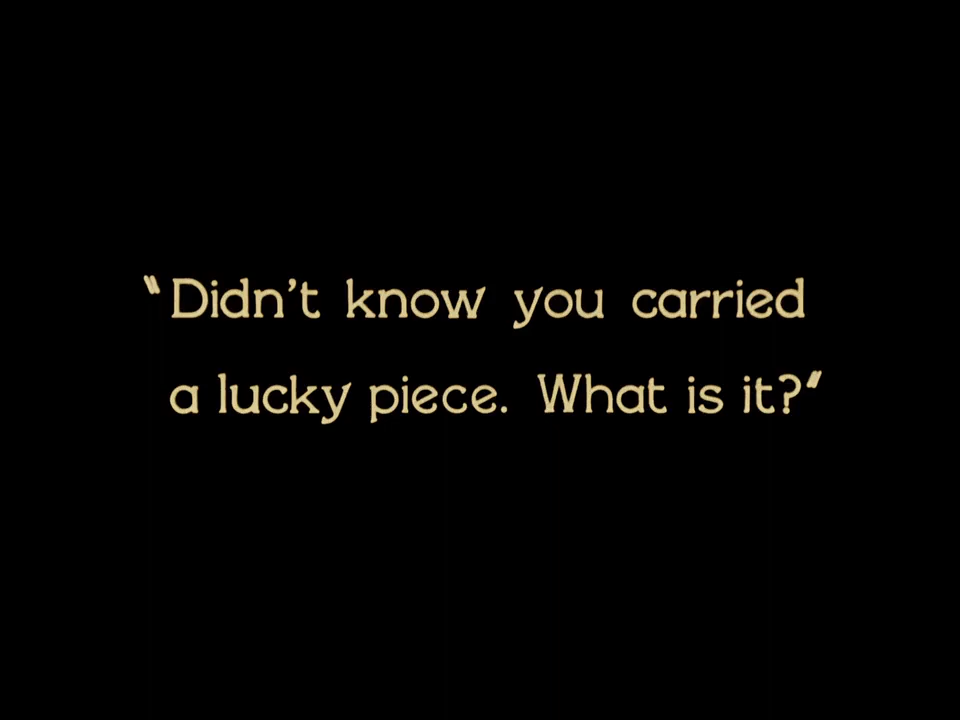 “Didn’t know you carried
a lucky piece. What is it?”